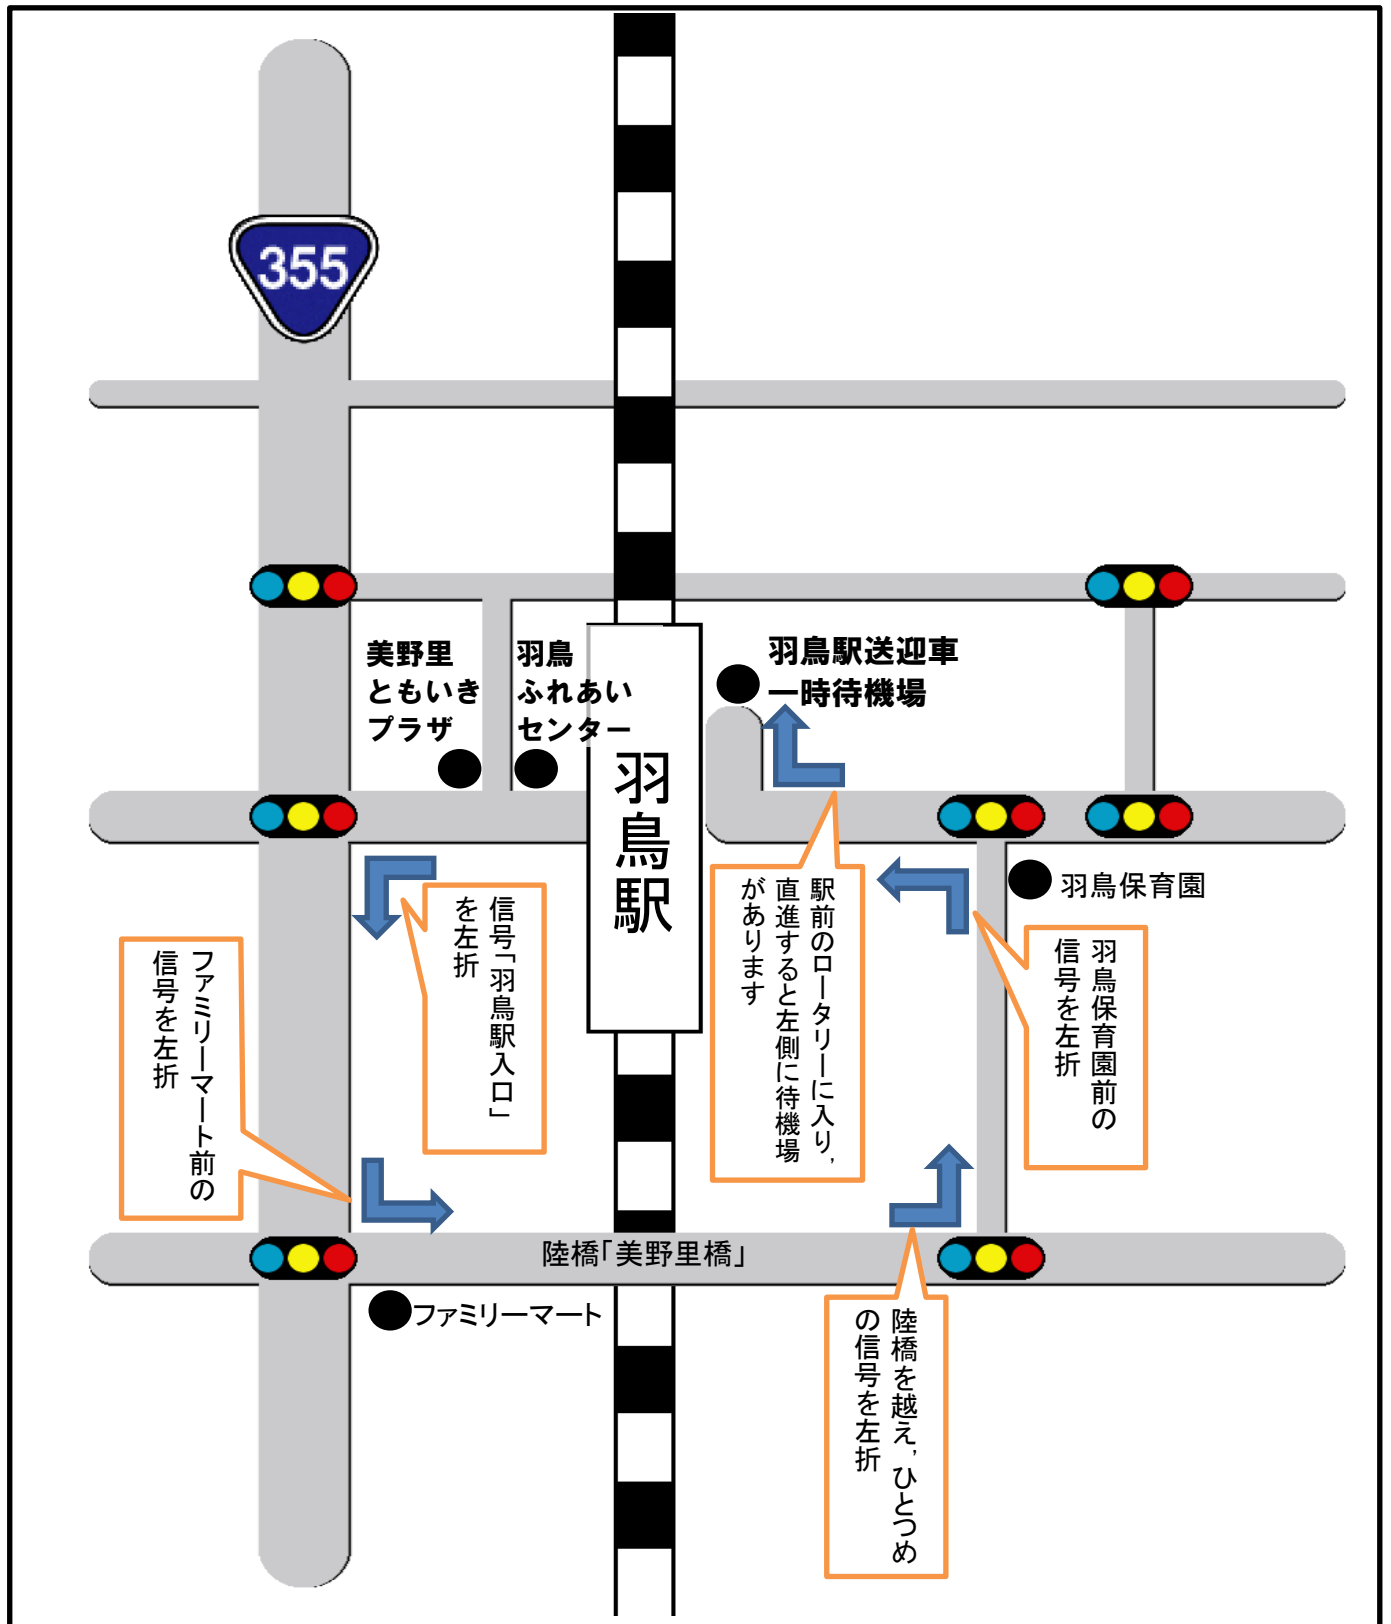 355
美野里
ともいき
プラザ
羽鳥
ふれあい
センター
羽鳥駅送迎車
一時待機場
羽鳥駅
羽鳥保育園
信号「羽鳥駅入口」
を左折
駅前のロータリーに入り,
直進すると左側に待機場
があります
羽鳥保育園前の
信号を左折
ファミリーマート前の
信号を左折
陸橋「美野里橋」
ファミリーマート
陸橋を越え,ひとつめ
の信号を左折